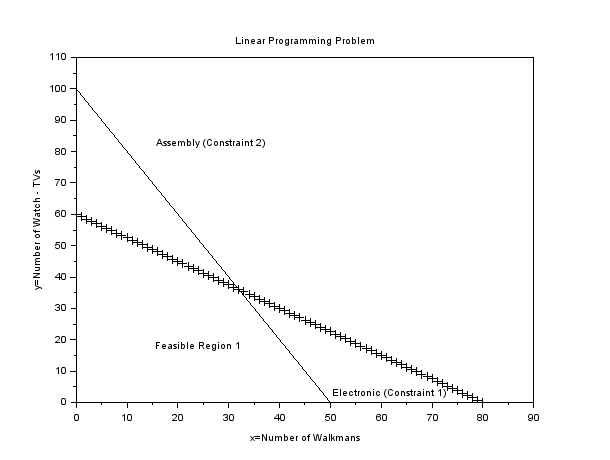 Linear Programming Problem
110
100
90
80
70
60
50
40
30
20
10
0
y=Number of Watch - TVs
Assembly (Constraint 2)
Feasible Region 1
Electronic (Constraint 1)
0 10 20 30 40 50 60 70 80 90
x=Number of Walkmans